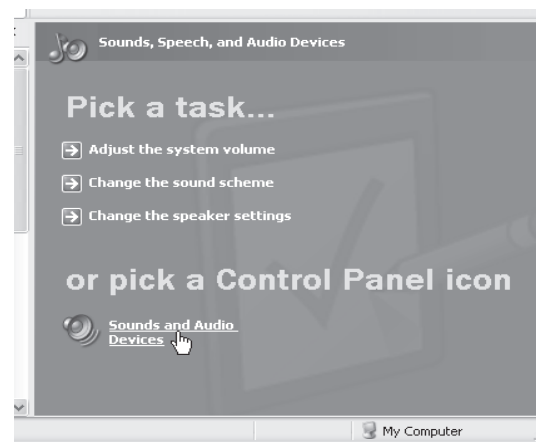 Sounds, Speech, and Audio Devices
Pick a task...
Adjust the system volume
Change the sound scheme
Change the speaker settings
or pick a Control Panel icon
Sounds and Audio
Devices
My Computer